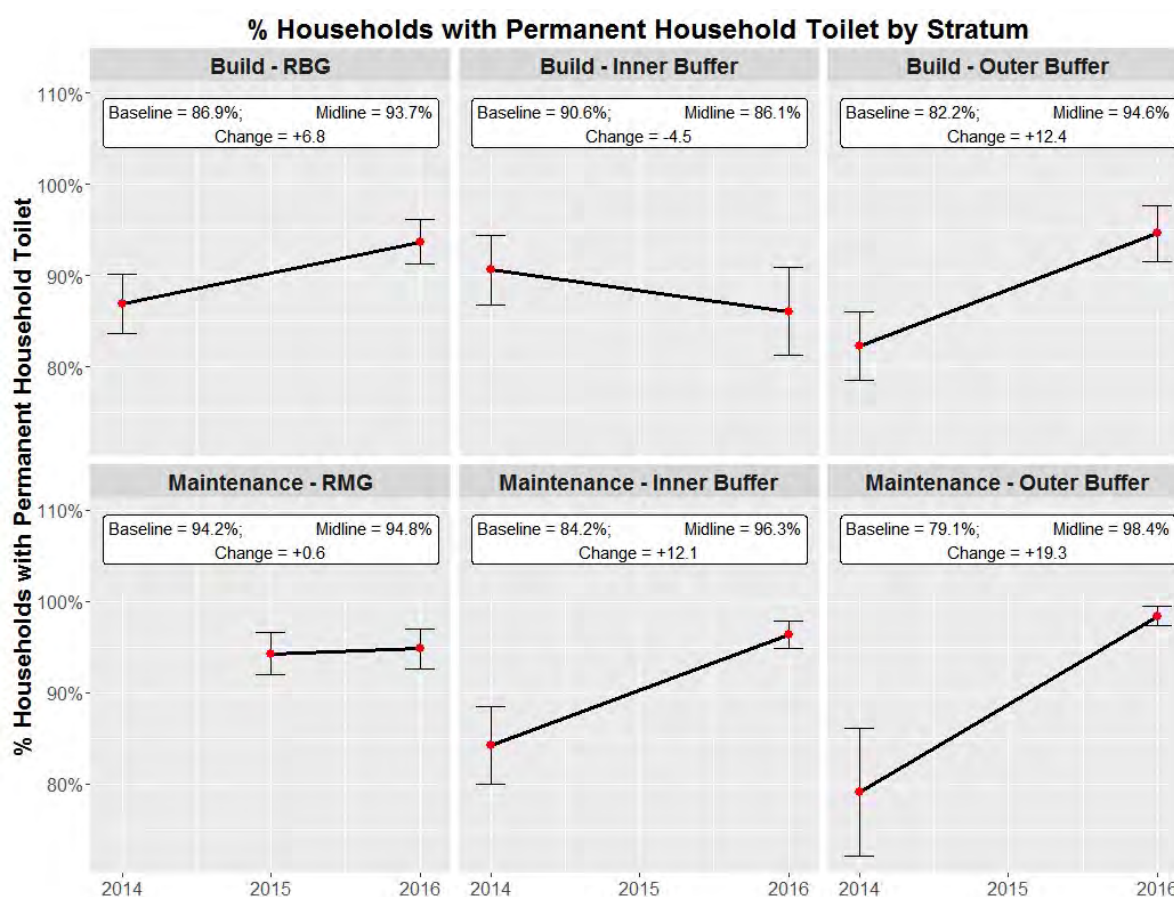 % Households with Permanent Household Toilet by Stratum
% Households with Permanent Household Toilet
Build - RBG
Baseline = 86.9%; Midline = 93.7%
Change = +6.8
Build - Inner Buffer
Baseline = 90.6%; Midline = 86.1%
Change = -4.5
Build - Outer Buffer
Baseline = 82.2%; Midline = 94.6%
Change = +12.4
110%
100%
90%
80%
Maintenance - RMG
Baseline = 94.2%; Midline = 94.8%
Change = +0.6
Maintenance - Inner Buffer
Baseline = 84.2%; Midline = 96.3%
Change = +12.1
Maintenance - Outer Buffer
Baseline = 79.1%; Midline = 98.4%
Change = +19.3
110%
100%
90%
80%
2014 2015 2016
2014 2015 2016
2014 2015 2016